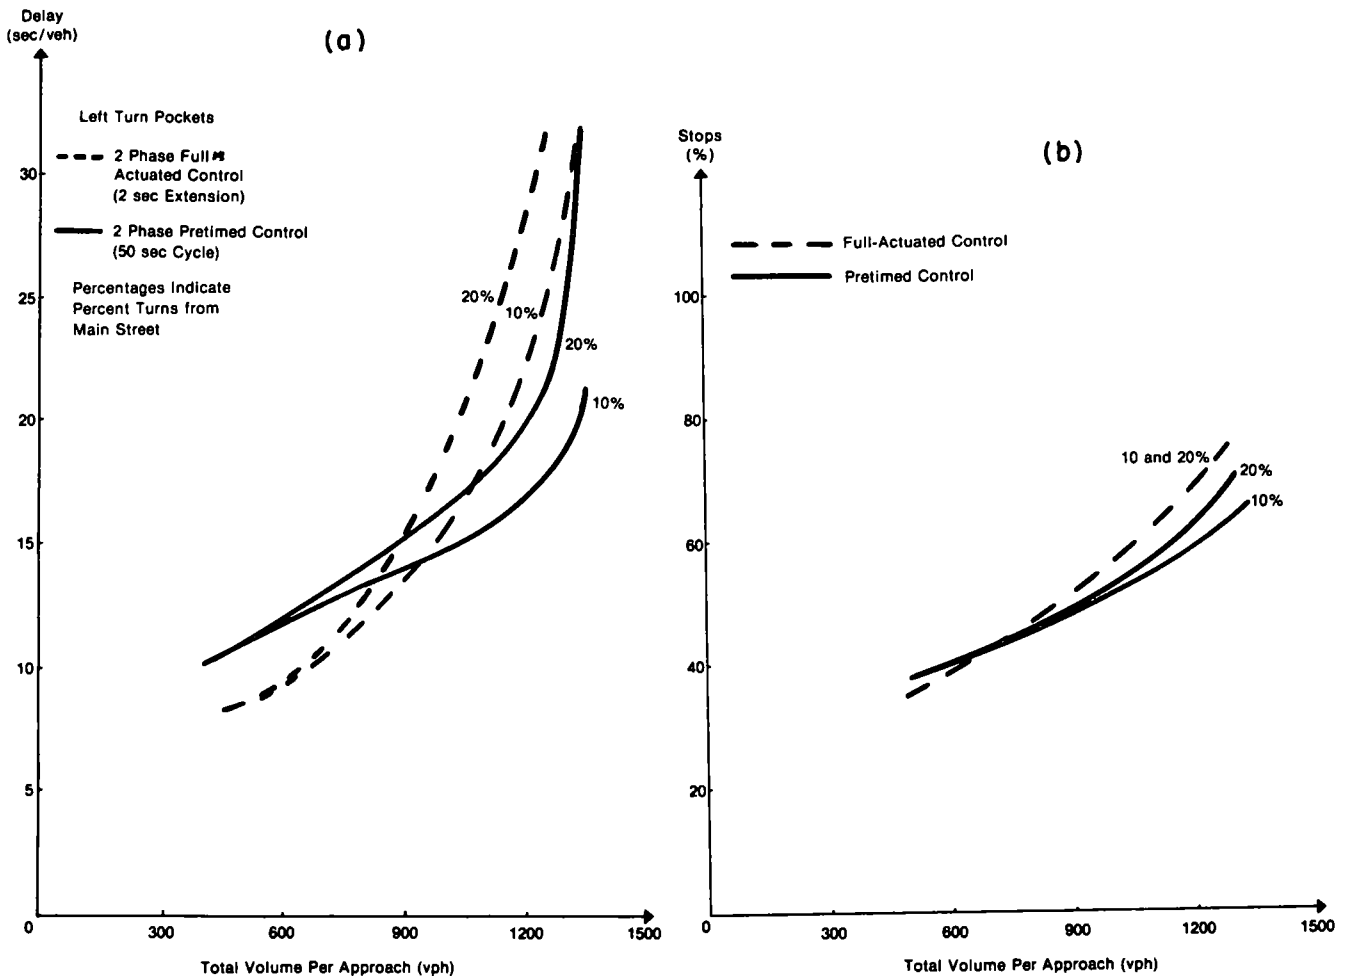 Delay
(sec/veh)
(a)
Left Turn Pockets
2 Phase Full
Actuated Control
(2 sec Extension)
2 Phase Pretimed Control
(50 sec Cycle)
Percentages Indicate
Percent Turns from
Main Street
30
25
20
15
10
5
0
300
600
900
1200
1500
20%
10%
20%
10%
Total Volume Per Approach (vph)
Stops
(%)
(b)
Full-Actuated Control
Pretimed Control
100
80
60
40
20
0
300
600
900
1200
1500
10 and 20%
20%
10%
Total Volume Per Approach (vph)